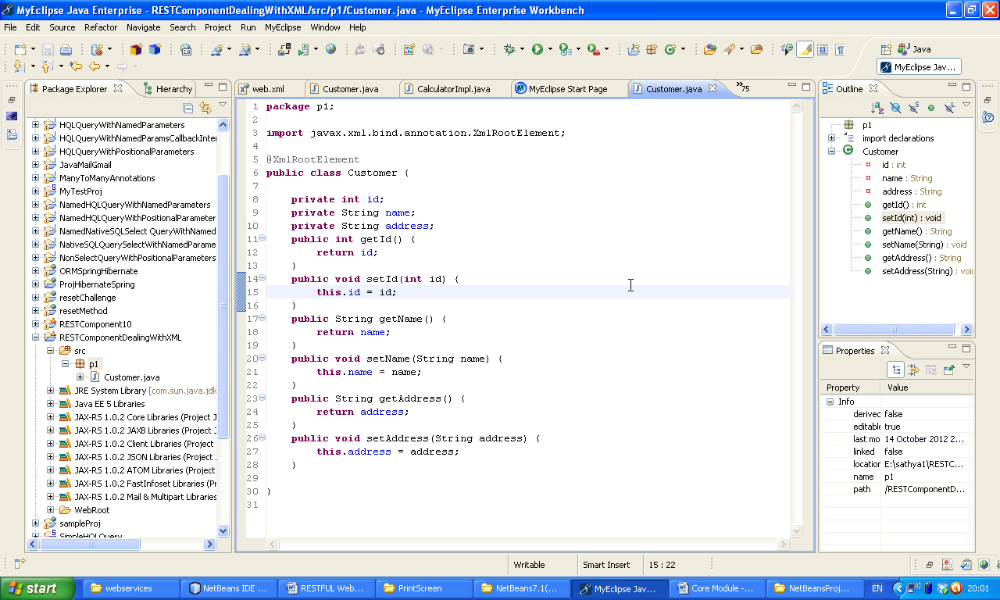 MyEclipse Java Enterprise - RESTComponentDealingWithXML/src/p1/Customer.java - MyEclipse Enterprise Workbench
File Edit Source Refactor Navigate Search Project Run MyEclipse Window Help
Java
MyEclipse Jav...
Package Explorer
Hierarchy
HQLQueryWithNamedParameters
HQLQueryWithNamedParamsCallbackInter
HQLQueryWithPositionalParameters
JavaMailGmail
ManyToManyAnnotations
MyTestProj
NamedHQLQueryWithNamedParameters
NamedHQLQueryWithPositionalParameter
NamedNativeSQLSelect QueryWithNamed
NativeSQLQuerySelectWithNamedParame
NonSelectQueryWithPositionalParameters
ORMSpringHibernate
ProjHibernateSpring
resetChallenge
resetMethod
RESTComponent10
RESTComponentDealingWithXML
src
p1
Customer.java
JRE System Library [com.sun.java.jdk
Java EE 5 Libraries
JAX-RS 1.0.2 Core Libraries (Project J
JAX-RS 1.0.2 JAXB Libraries (Project J
JAX-RS 1.0.2 Client Libraries (Project
JAX-RS 1.0.2 JSON Libraries (Project
JAX-RS 1.0.2 ATOM Libraries (Project
JAX-RS 1.0.2 FastInfoset Libraries (Pr
JAX-RS 1.0.2 Mail & Multipart Libraries
WebRoot
sampleProj
SimpleHQLQuery
web.xml
Customer.java
CalculatorImpl.java
MyEclipse Start Page
Customer.java
»75
1 package p1;
2
3 import javax.xml.bind.annotation.XmlRootElement;
4
5 @XmlRootElement
6 public class Customer {
7
8 private int id;
9 private String name;
10 private String address;
11 public int getId() {
12 return id;
13 }
14 public void setId(int id) {
15 this.id = id;
16 }
17 public String getName() {
18 return name;
19 }
20 public void setName(String name) {
21 this.name = name;
22 }
23 public String getAddress() {
24 return address;
25 }
26 public void setAddress(String address) {
27 this.address = address;
28 }
29
30 }
31
Outline
p1
import declarations
Customer
id : int
name : String
address : String
getId() : int
setId(int) : void
getName() : String
setName(String) : void
getAddress() : String
setAddress(String) : voic
Properties
Property Value
Info
derived false
editable true
last mo 14 October 2012 2...
linked false
location E:\sathya1\RESTC...
name p1
path /RESTComponentD...
Writable
Smart Insert
15 : 22
start
webservices
NetBeans IDE ...
RESTFUL Web...
PrintScreen
NetBeans7.1(...
MyEclipse Jav...
Core Module -...
NetBeansProj...
EN
20:01